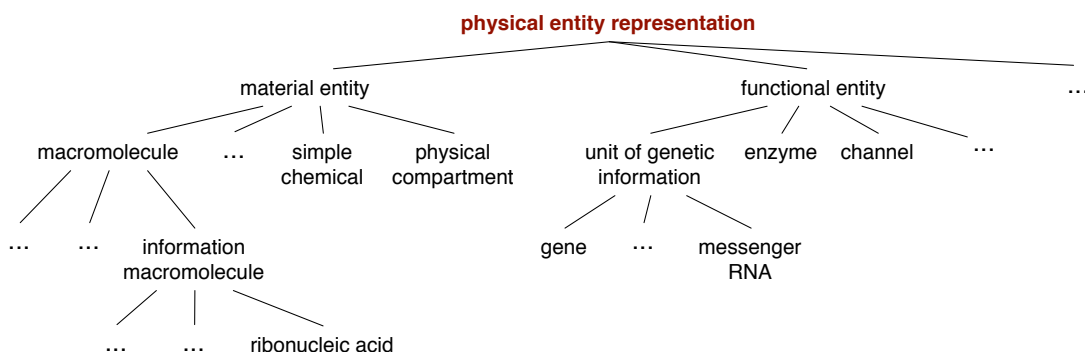 physical entity representation
material entity
functional entity
...
macromolecule
...
simple
chemical
physical
compartment
unit of genetic
information
enzyme
channel
...
...
...
information
macromolecule
gene
...
messenger
RNA
...
...
ribonucleic acid